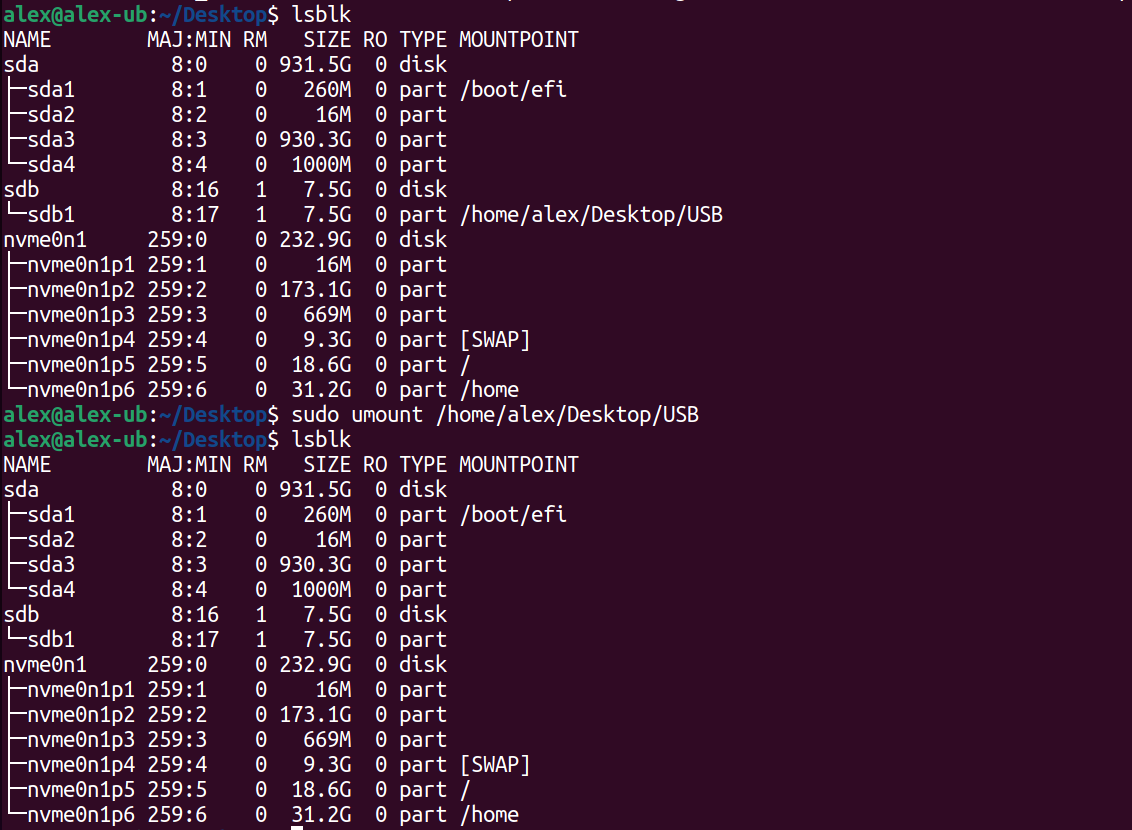 alex@alex-ub:~/Desktop$ lsblk
NAME        MAJ:MIN RM   SIZE RO TYPE MOUNTPOINT
sda           8:0    0 931.5G  0 disk
├─sda1        8:1    0   260M  0 part /boot/efi
├─sda2        8:2    0    16M  0 part
├─sda3        8:3    0 930.3G  0 part
└─sda4        8:4    0  1000M  0 part
sdb           8:16   1   7.5G  0 disk
└─sdb1        8:17   1   7.5G  0 part /home/alex/Desktop/USB
nvme0n1     259:0    0 232.9G  0 disk
├─nvme0n1p1 259:1    0    16M  0 part
├─nvme0n1p2 259:2    0 173.1G  0 part
├─nvme0n1p3 259:3    0   669M  0 part
├─nvme0n1p4 259:4    0   9.3G  0 part [SWAP]
├─nvme0n1p5 259:5    0  18.6G  0 part /
└─nvme0n1p6 259:6    0  31.2G  0 part /home
alex@alex-ub:~/Desktop$ sudo umount /home/alex/Desktop/USB
alex@alex-ub:~/Desktop$ lsblk
NAME        MAJ:MIN RM   SIZE RO TYPE MOUNTPOINT
sda           8:0    0 931.5G  0 disk
├─sda1        8:1    0   260M  0 part /boot/efi
├─sda2        8:2    0    16M  0 part
├─sda3        8:3    0 930.3G  0 part
└─sda4        8:4    0  1000M  0 part
sdb           8:16   1   7.5G  0 disk
└─sdb1        8:17   1   7.5G  0 part
nvme0n1     259:0    0 232.9G  0 disk
├─nvme0n1p1 259:1    0    16M  0 part
├─nvme0n1p2 259:2    0 173.1G  0 part
├─nvme0n1p3 259:3    0   669M  0 part
├─nvme0n1p4 259:4    0   9.3G  0 part [SWAP]
├─nvme0n1p5 259:5    0  18.6G  0 part /
└─nvme0n1p6 259:6    0  31.2G  0 part /home